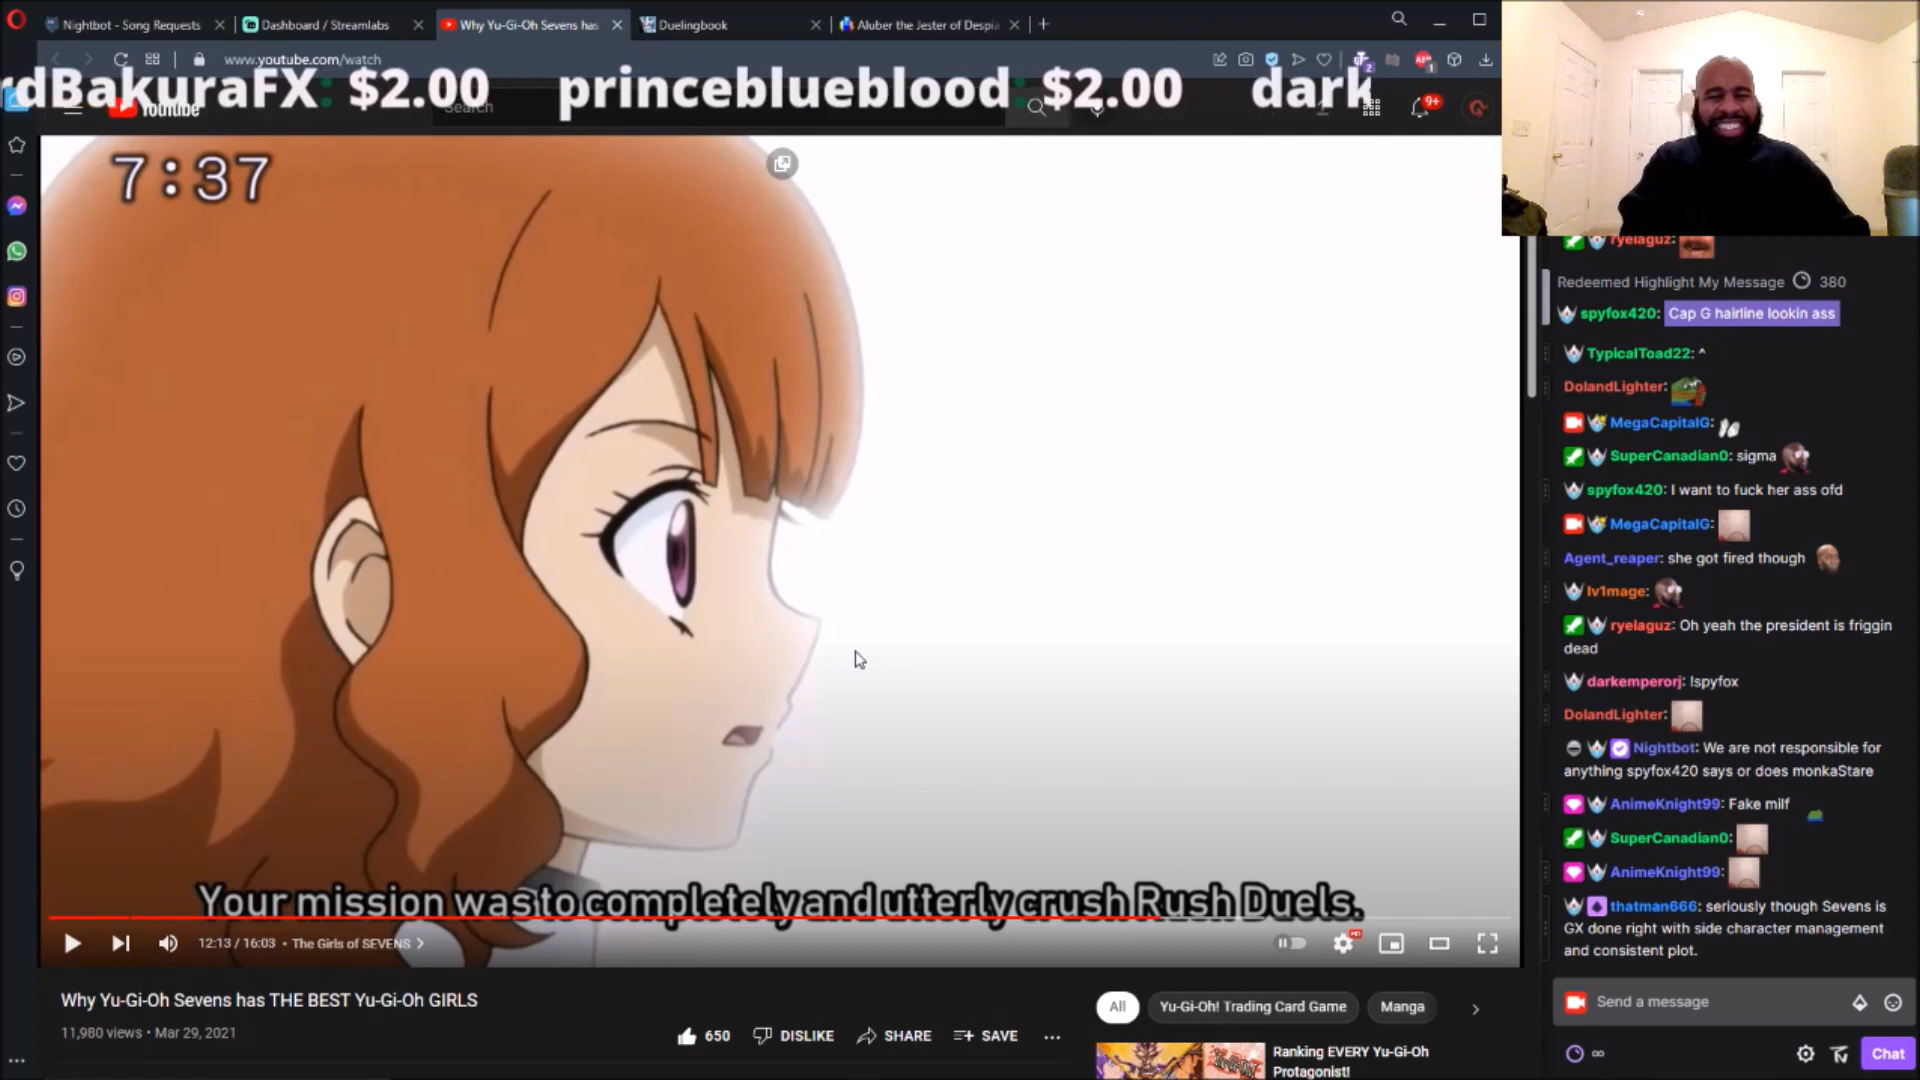 Nightbot - Song Requests
Dashboard / Streamlabs
Why Yu-Gi-Oh Sevens has
Duelingbook
Aluber the Jester of Despia
www.youtube.com/watch
2
1
rdBakuraFX: $2.00 princeblueblood: $2.00 dark
YouTube
Search
9+
7:37
Your mission was to completely and utterly crush Rush Duels.
12:13 / 16:03 • The Girls of SEVENS
HD
Why Yu-Gi-Oh Sevens has THE BEST Yu-Gi-Oh GIRLS
11,980 views • Mar 29, 2021
650
DISLIKE
SHARE
SAVE
All
Yu-Gi-Oh! Trading Card Game
Manga
Ranking EVERY Yu-Gi-Oh
Protagonist!
ryelaguz:
Redeemed Highlight My Message 380
spyfox420: Cap G hairline lookin ass
TypicalToad22: ^
DolandLighter:
MegaCapitalG:
SuperCanadian0: sigma
spyfox420: I want to fuck her ass ofd
MegaCapitalG:
Agent_reaper: she got fired though
lv1mage:
ryelaguz: Oh yeah the president is friggin
dead
darkemperorj: !spyfox
DolandLighter:
Nightbot: We are not responsible for
anything spyfox420 says or does monkaStare
AnimeKnight99: Fake milf
SuperCanadian0:
AnimeKnight99:
thatman666: seriously though Sevens is
GX done right with side character management
and consistent plot.
Send a message
∞
Chat